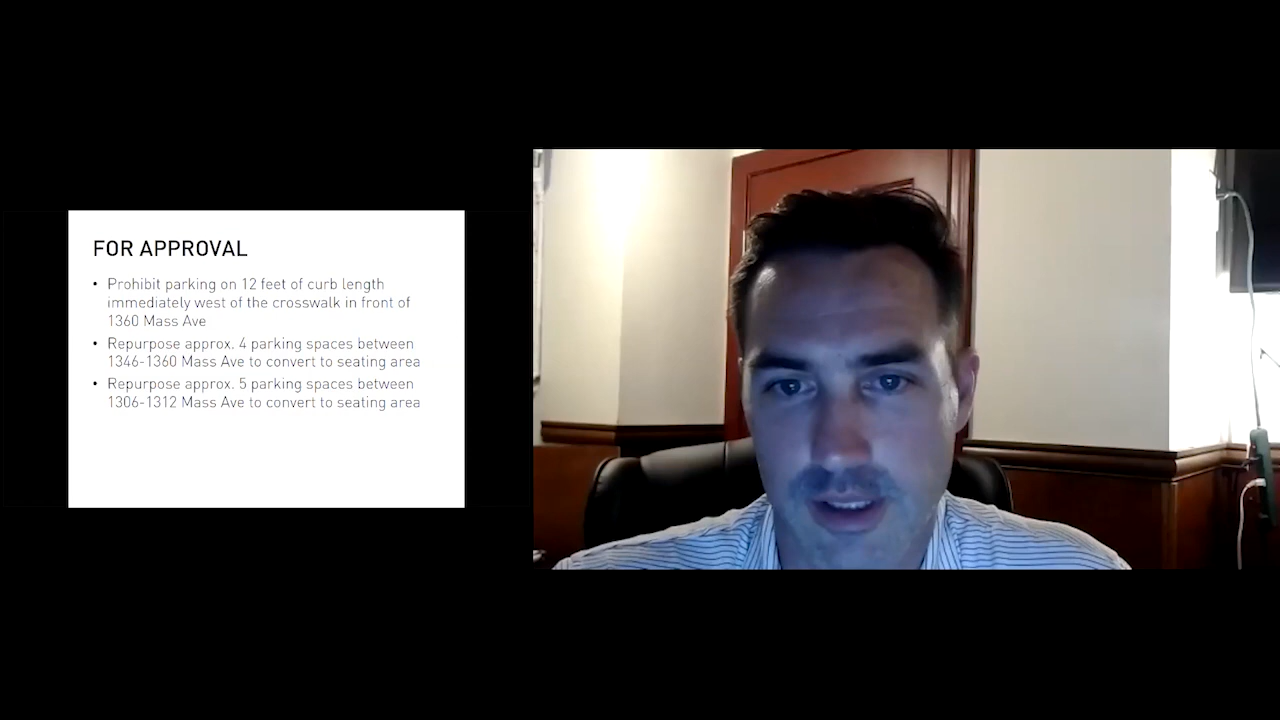 FOR APPROVAL
• Prohibit parking on 12 feet of curb length
immediately west of the crosswalk in front of
1360 Mass Ave
• Repurpose approx. 4 parking spaces between
1346-1360 Mass Ave to convert to seating area
• Repurpose approx. 5 parking spaces between
1306-1312 Mass Ave to convert to seating area